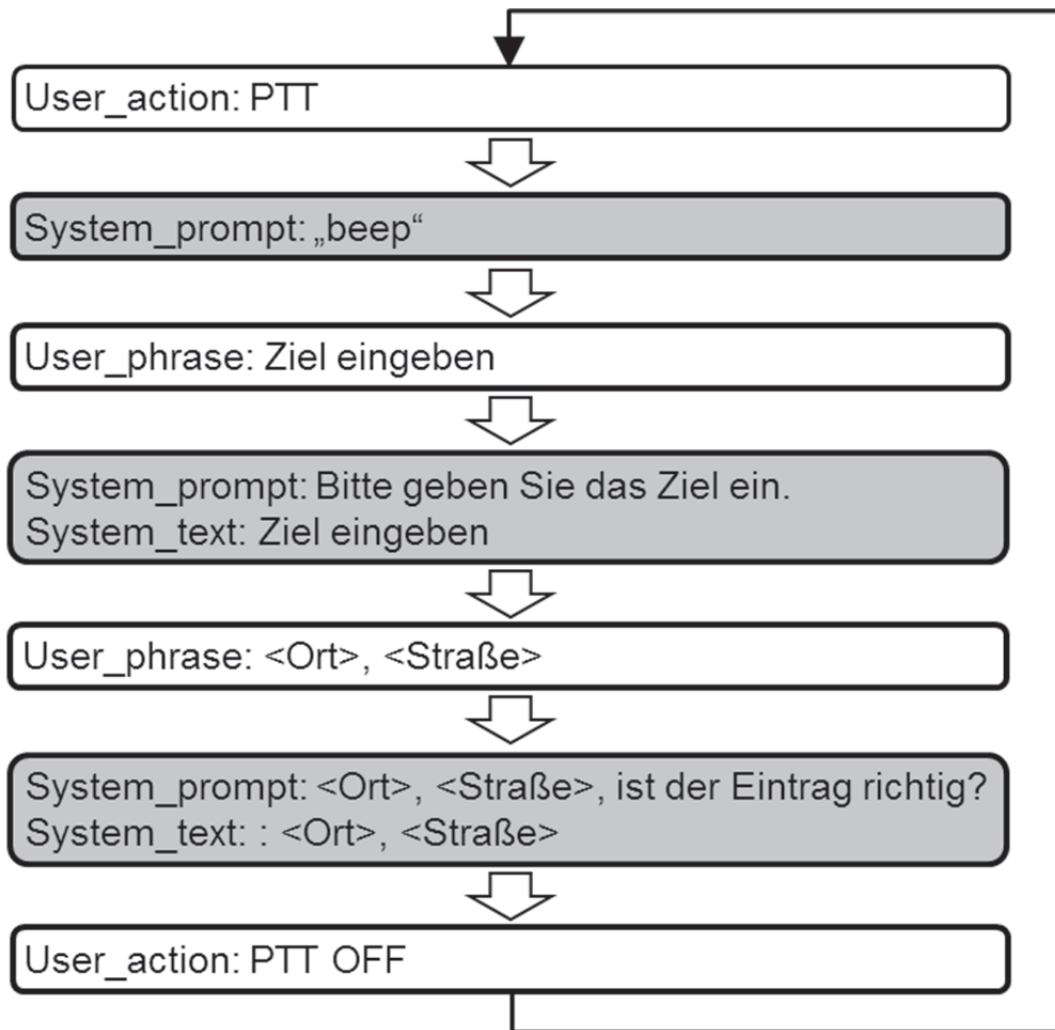 User_action: PTT
System_prompt: „beep“
User_phrase: Ziel eingeben
System_prompt: Bitte geben Sie das Ziel ein.
System_text: Ziel eingeben
User_phrase: <Ort>, <Straße>
System_prompt: <Ort>, <Straße>, ist der Eintrag richtig?
System_text: : <Ort>, <Straße>
User_action: PTT OFF